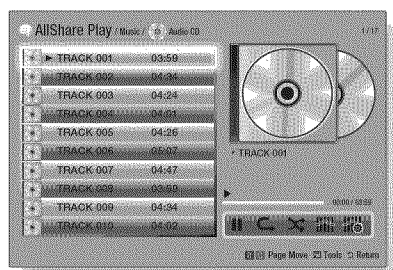 AllShare Play / Music / Audio CD
1/17
TRACK 001 03:59
TRACK 002 04:34
TRACK 003 04:24
TRACK 004 04:01
TRACK 005 04:26
TRACK 006 05:07
TRACK 007 04:47
TRACK 008 03:59
TRACK 009 04:34
TRACK 010 04:02
TRACK 001
00:00 / 03:59
Page Move Tools Return